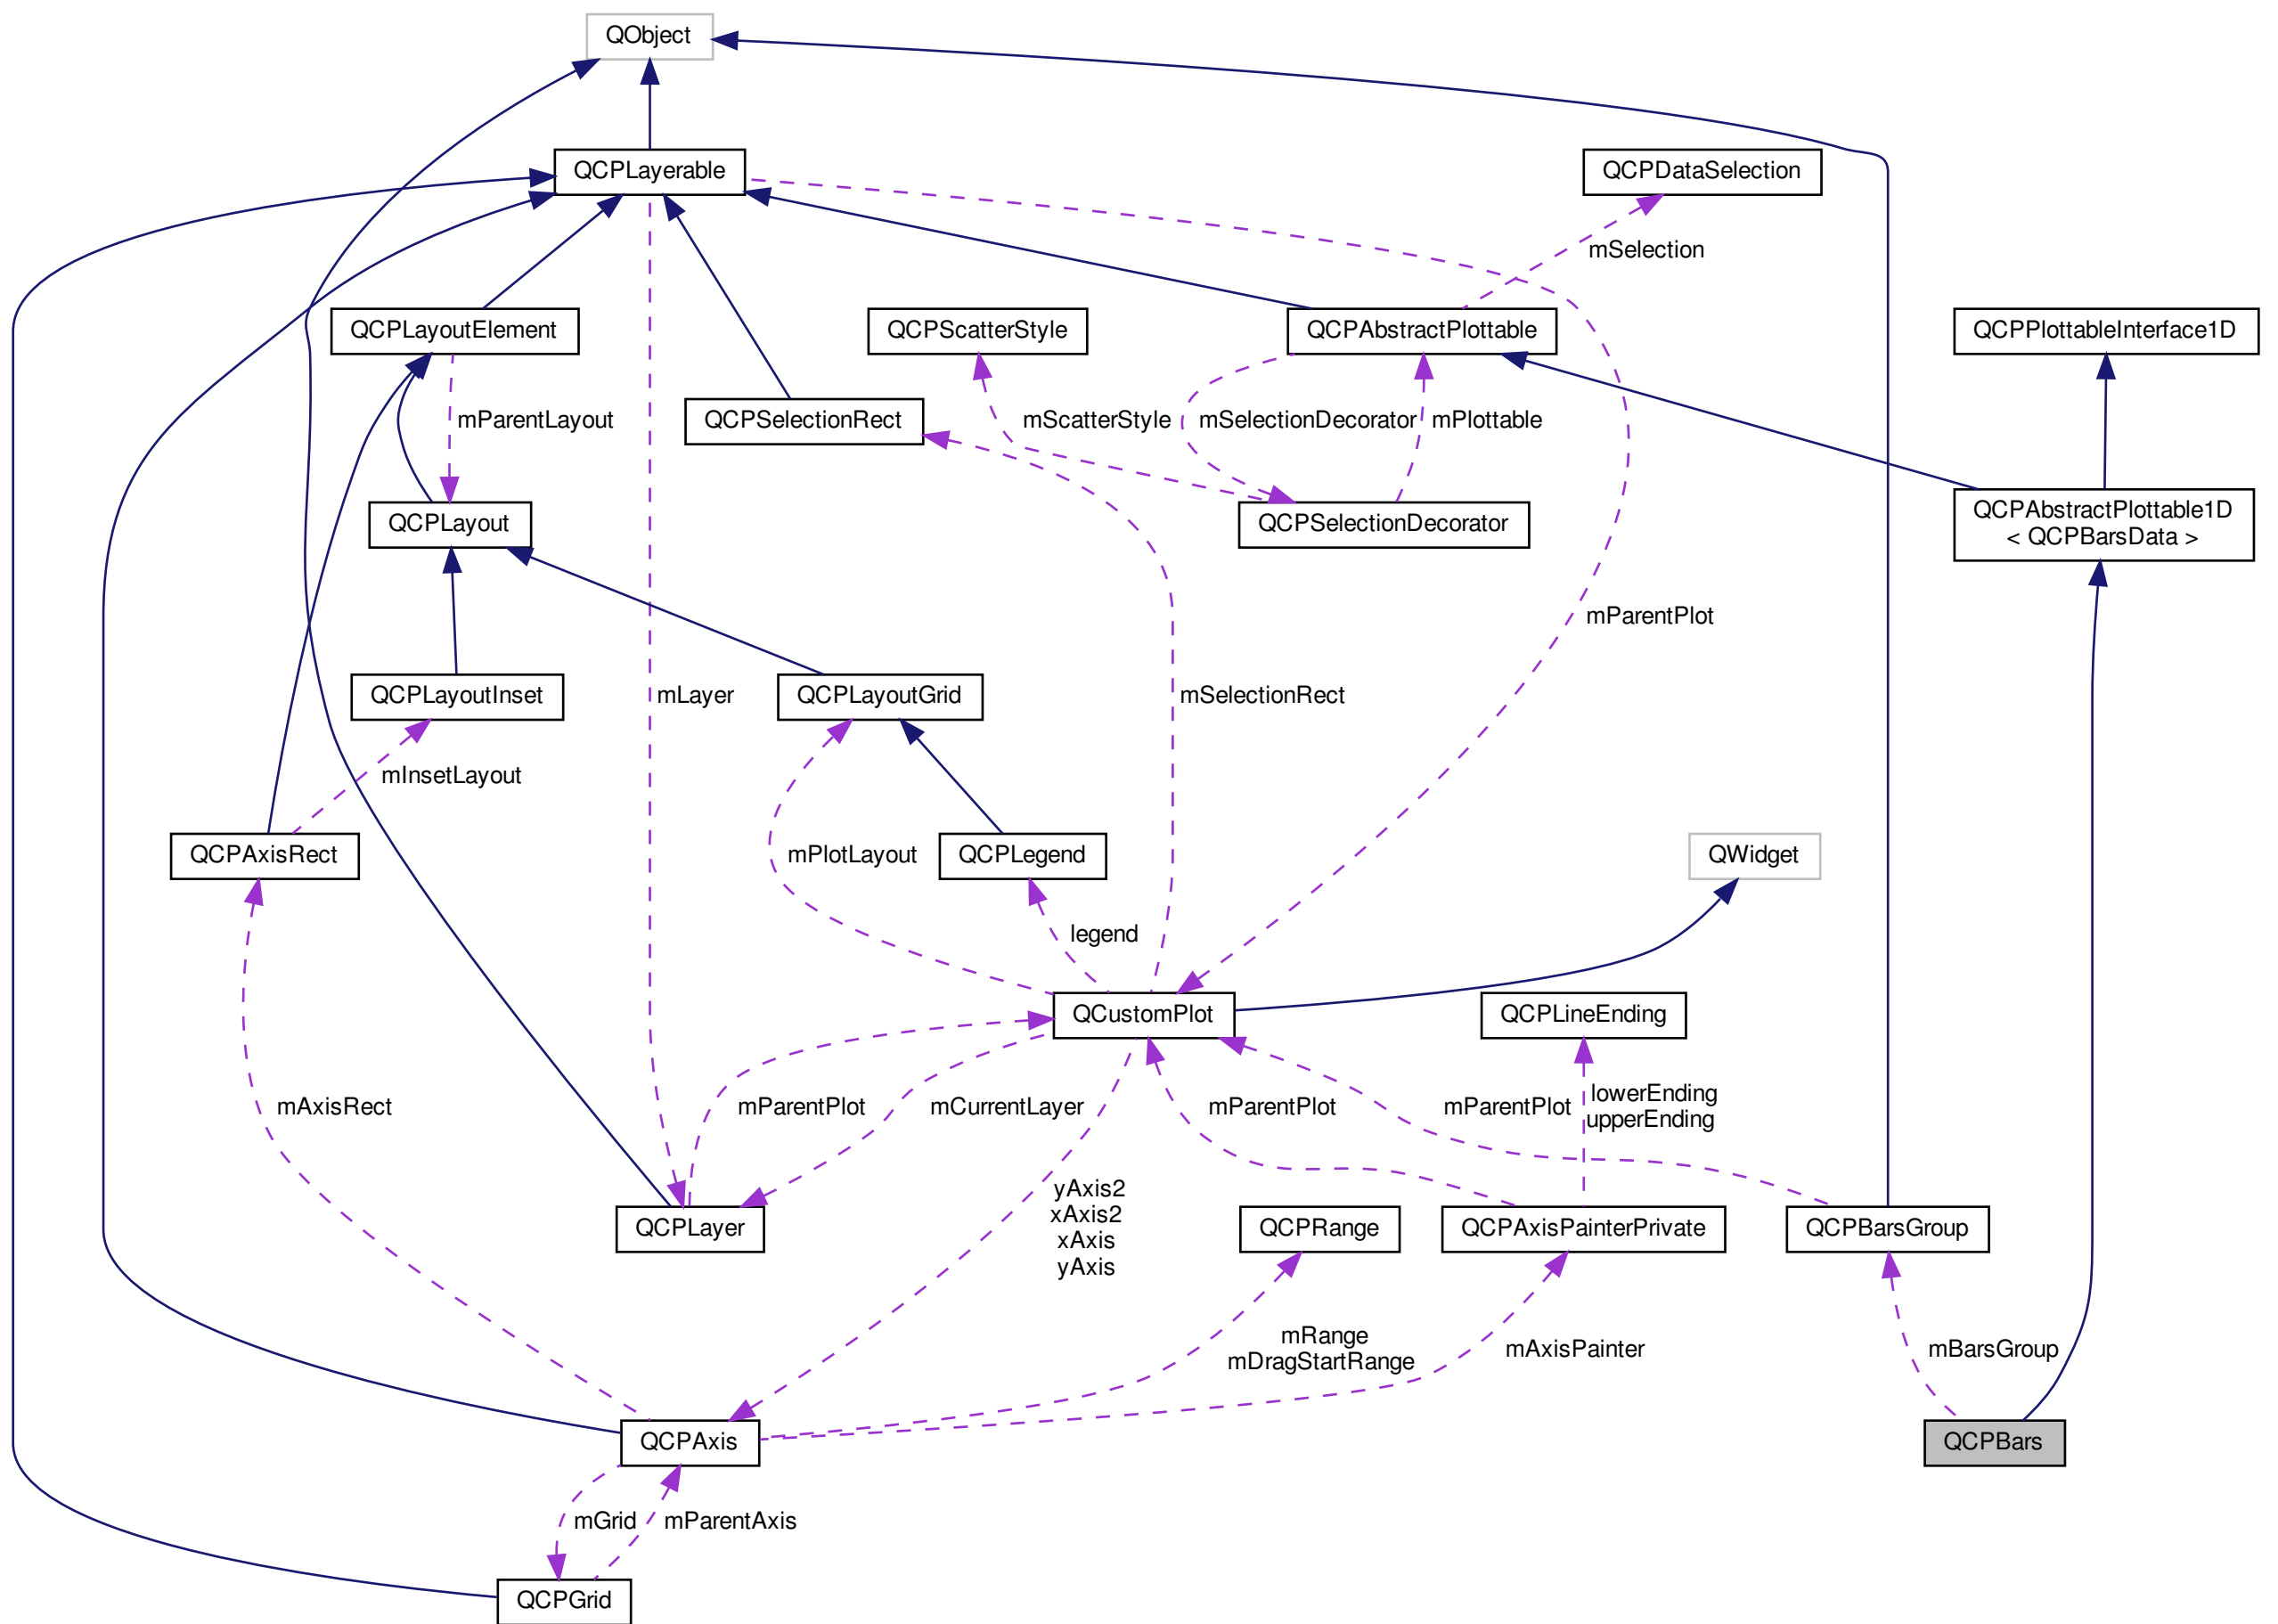 QObject
QCPLayerable
QCPDataSelection
mSelection
QCPLayoutElement
QCPScatterStyle
QCPAbstractPlottable
QCPPlottableInterface1D
mParentLayout
QCPSelectionRect
mScatterStyle
mSelectionDecorator
mPlottable
QCPLayout
QCPSelectionDecorator
QCPAbstractPlottable1D
< QCPBarsData >
mParentPlot
QCPLayoutInset
mLayer
QCPLayoutGrid
mSelectionRect
mInsetLayout
QCPAxisRect
mPlotLayout
QCPLegend
QWidget
legend
QCustomPlot
QCPLineEnding
mAxisRect
mParentPlot
mCurrentLayer
mParentPlot
mParentPlot
lowerEnding
upperEnding
yAxis2
xAxis2
xAxis
yAxis
QCPLayer
QCPRange
QCPAxisPainterPrivate
QCPBarsGroup
mRange
mDragStartRange
mAxisPainter
mBarsGroup
QCPAxis
QCPBars
mGrid
mParentAxis
QCPGrid